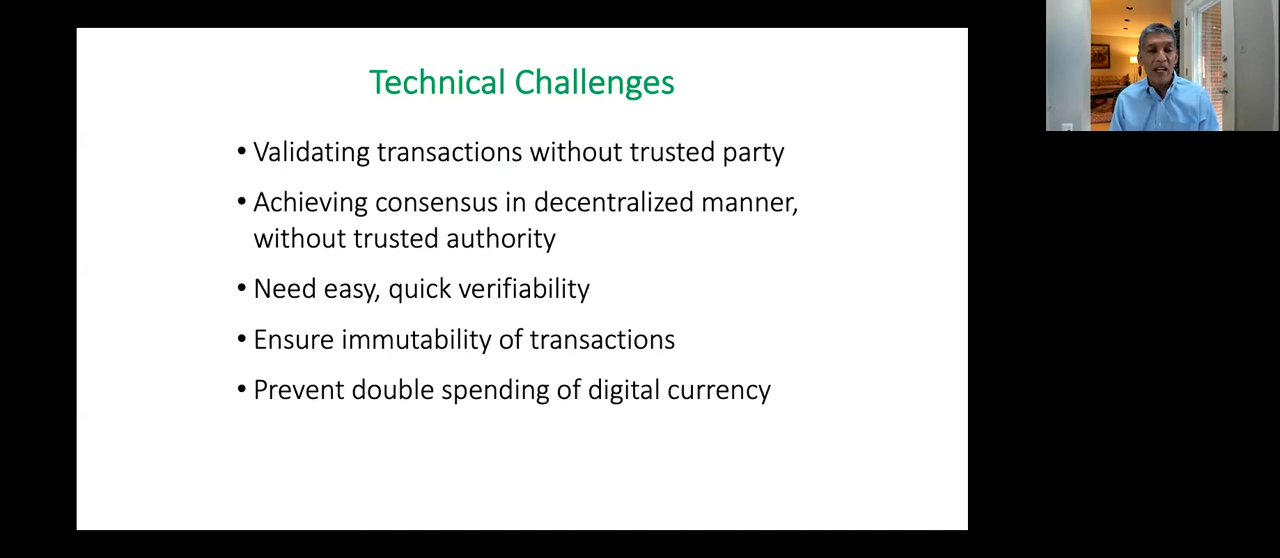 Technical Challenges
• Validating transactions without trusted party
• Achieving consensus in decentralized manner,
without trusted authority
• Need easy, quick verifiability
• Ensure immutability of transactions
• Prevent double spending of digital currency